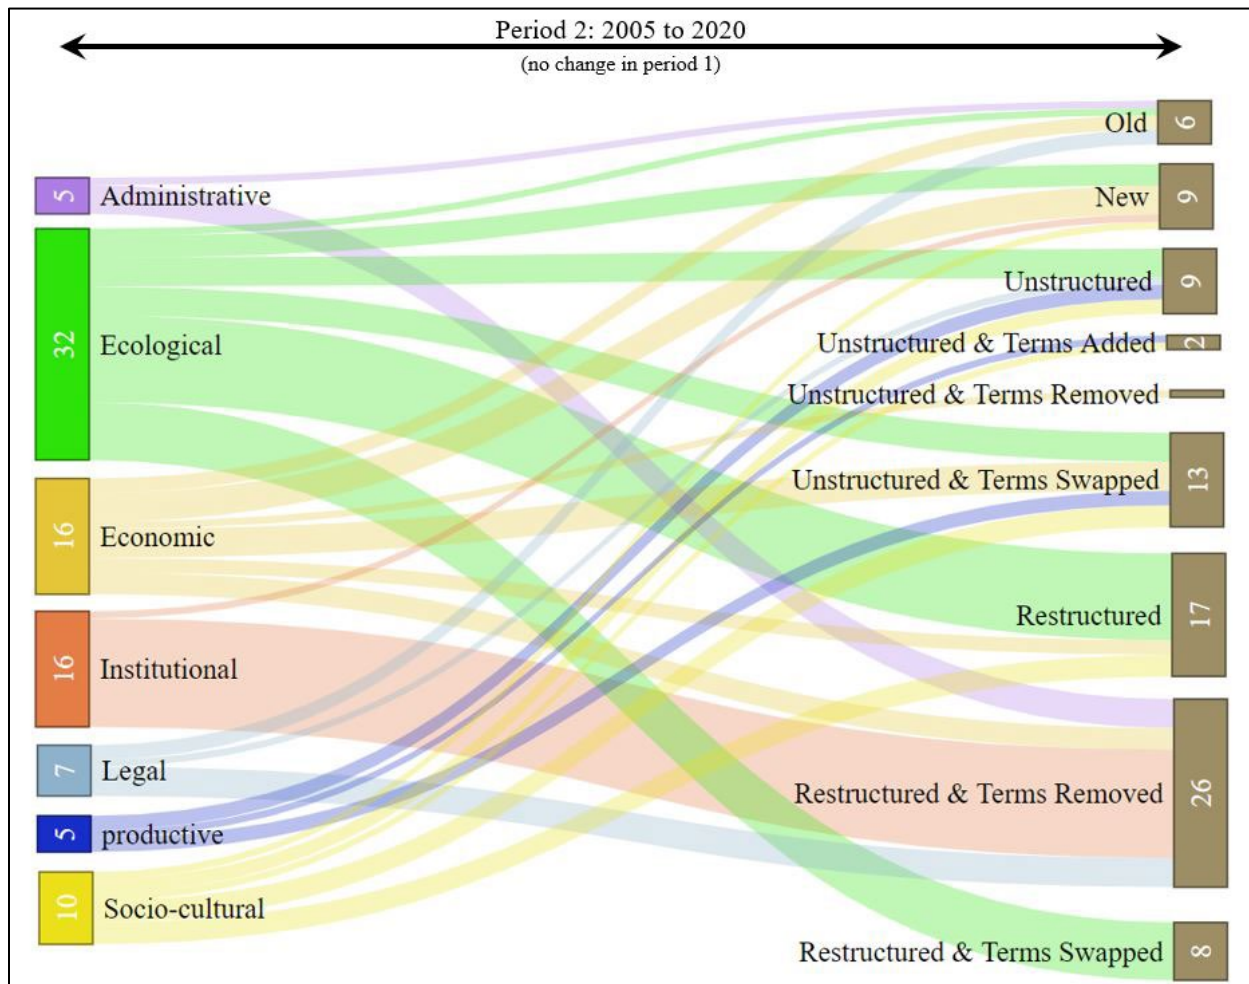 Period 2: 2005 to 2020
(no change in period 1)
5 Administrative
32 Ecological
16 Economic
16 Institutional
7 Legal
5 productive
10 Socio-cultural
Old 6
New 9
Unstructured 9
Unstructured & Terms Added 2
Unstructured & Terms Removed
Unstructured & Terms Swapped 13
Restructured 17
Restructured & Terms Removed 26
Restructured & Terms Swapped 8